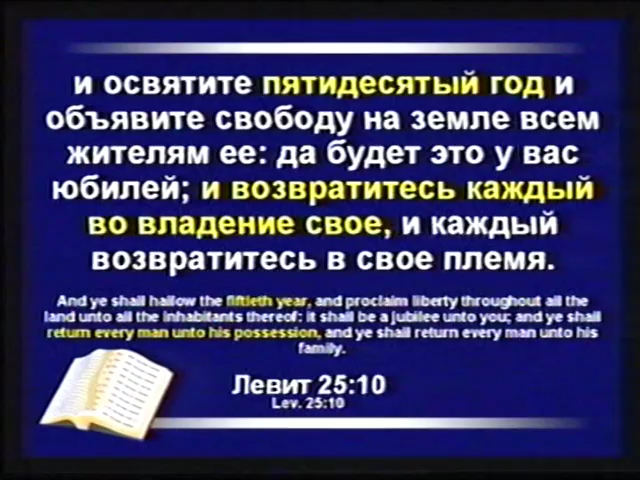 и освятите пятидесятый год и
объявите свободу на земле всем
жителям ее: да будет это у вас
юбилей; и возвратитесь каждый
во владение свое, и каждый
возвратитесь в свое племя.
And ye shall hallow the fiftieth year, and proclaim liberty throughout all the
land unto all the inhabitants thereof: it shall be a jubilee unto you; and ye shall
return every man unto his possession, and ye shall return every man unto his
family.
Левит 25:10
Lev. 25:10